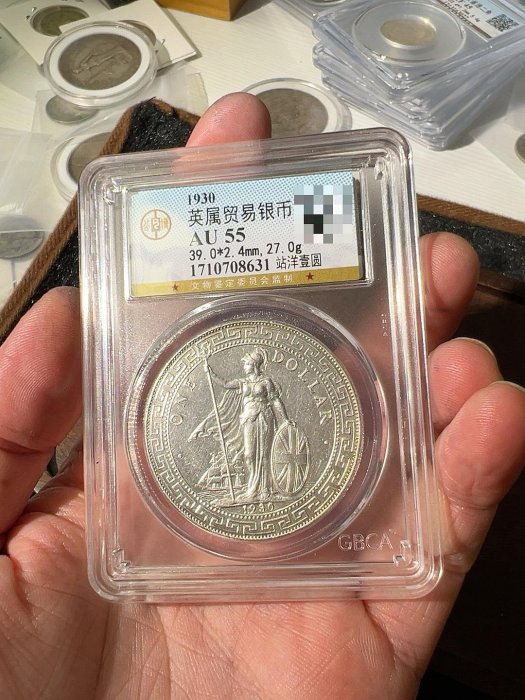 1930
英属贸易银币
AU 55
39.0*2.4mm,27.0g
1710708631 站洋壹圆
★ 文物鉴定委员会监制 ★
ONE DOLLAR
1930
GBCA